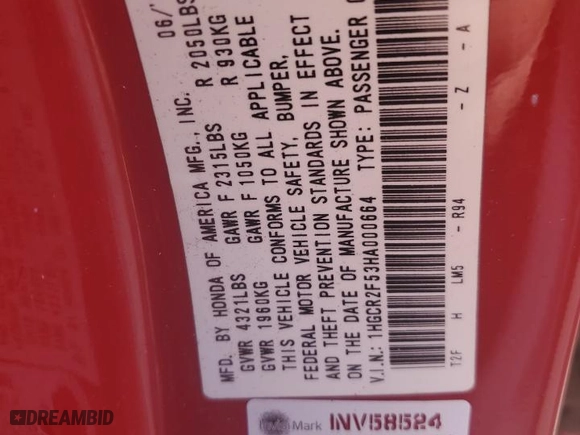 MFD. BY HONDA OF AMERICA MFG., INC. 06/
GVWR 4321LBS GAWR F 2315LBS R 2050LBS
GVWR 1960KG GAWR F 1050KG R 930KG
THIS VEHICLE CONFORMS TO ALL APPLICABLE
FEDERAL MOTOR VEHICLE SAFETY, BUMPER,
AND THEFT PREVENTION STANDARDS IN EFFECT
ON THE DATE OF MANUFACTURE SHOWN ABOVE.
V.I.N.: 1HGCR2F53HA000664 TYPE: PASSENGER
T2F H LM5 - R94 - Z - A
Mark INV58524
DREAMBID